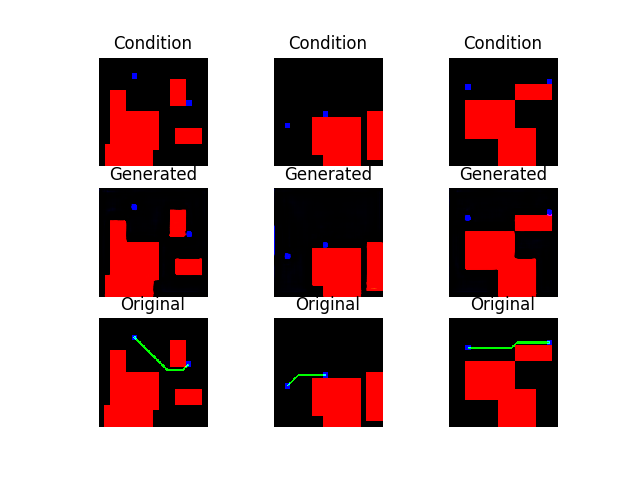 Condition Condition Condition
Generated Generated Generated
Original Original Original